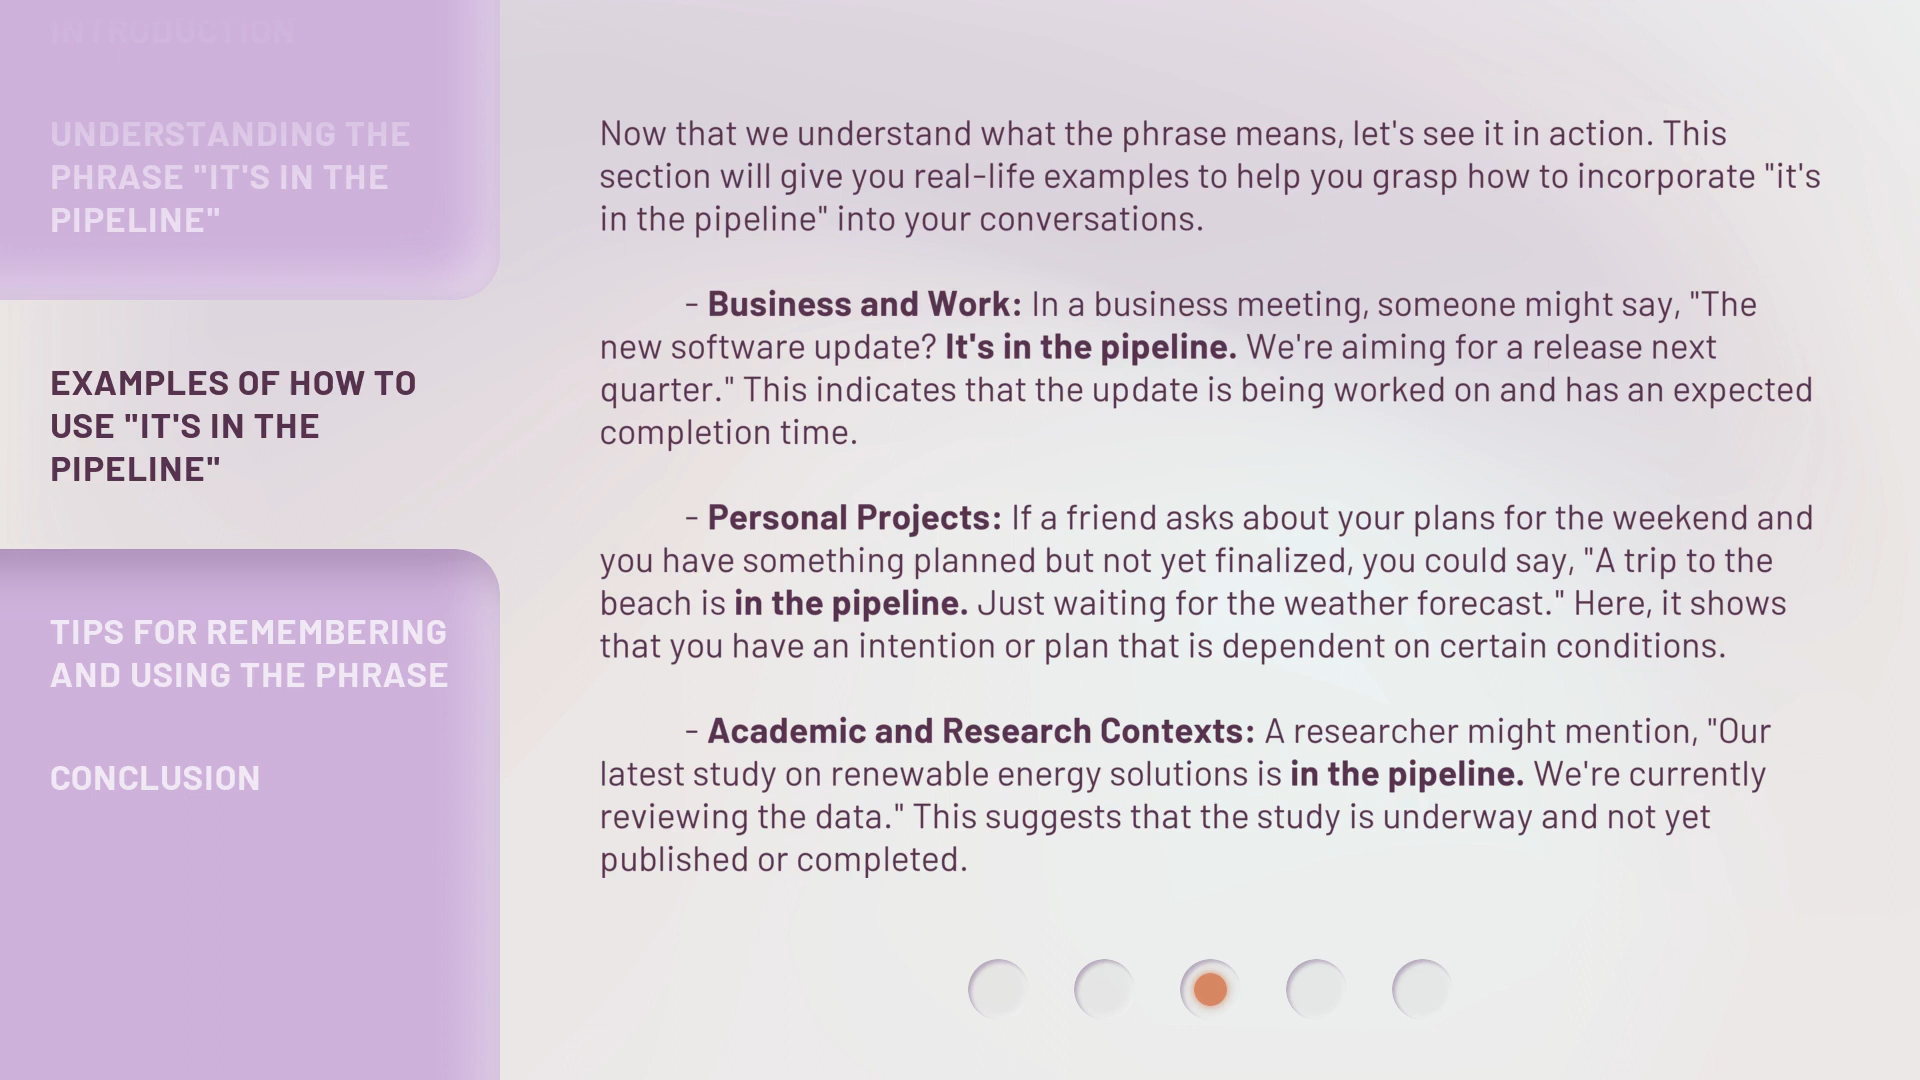 INTRODUCTION
UNDERSTANDING THE
PHRASE "IT'S IN THE
PIPELINE"
EXAMPLES OF HOW TO
USE "IT'S IN THE
PIPELINE"
TIPS FOR REMEMBERING
AND USING THE PHRASE
CONCLUSION
Now that we understand what the phrase means, let's see it in action. This
section will give you real-life examples to help you grasp how to incorporate "it's
in the pipeline" into your conversations.
- Business and Work: In a business meeting, someone might say, "The
new software update? It's in the pipeline. We're aiming for a release next
quarter." This indicates that the update is being worked on and has an expected
completion time.
- Personal Projects: If a friend asks about your plans for the weekend and
you have something planned but not yet finalized, you could say, "A trip to the
beach is in the pipeline. Just waiting for the weather forecast." Here, it shows
that you have an intention or plan that is dependent on certain conditions.
- Academic and Research Contexts: A researcher might mention, "Our
latest study on renewable energy solutions is in the pipeline. We're currently
reviewing the data." This suggests that the study is underway and not yet
published or completed.